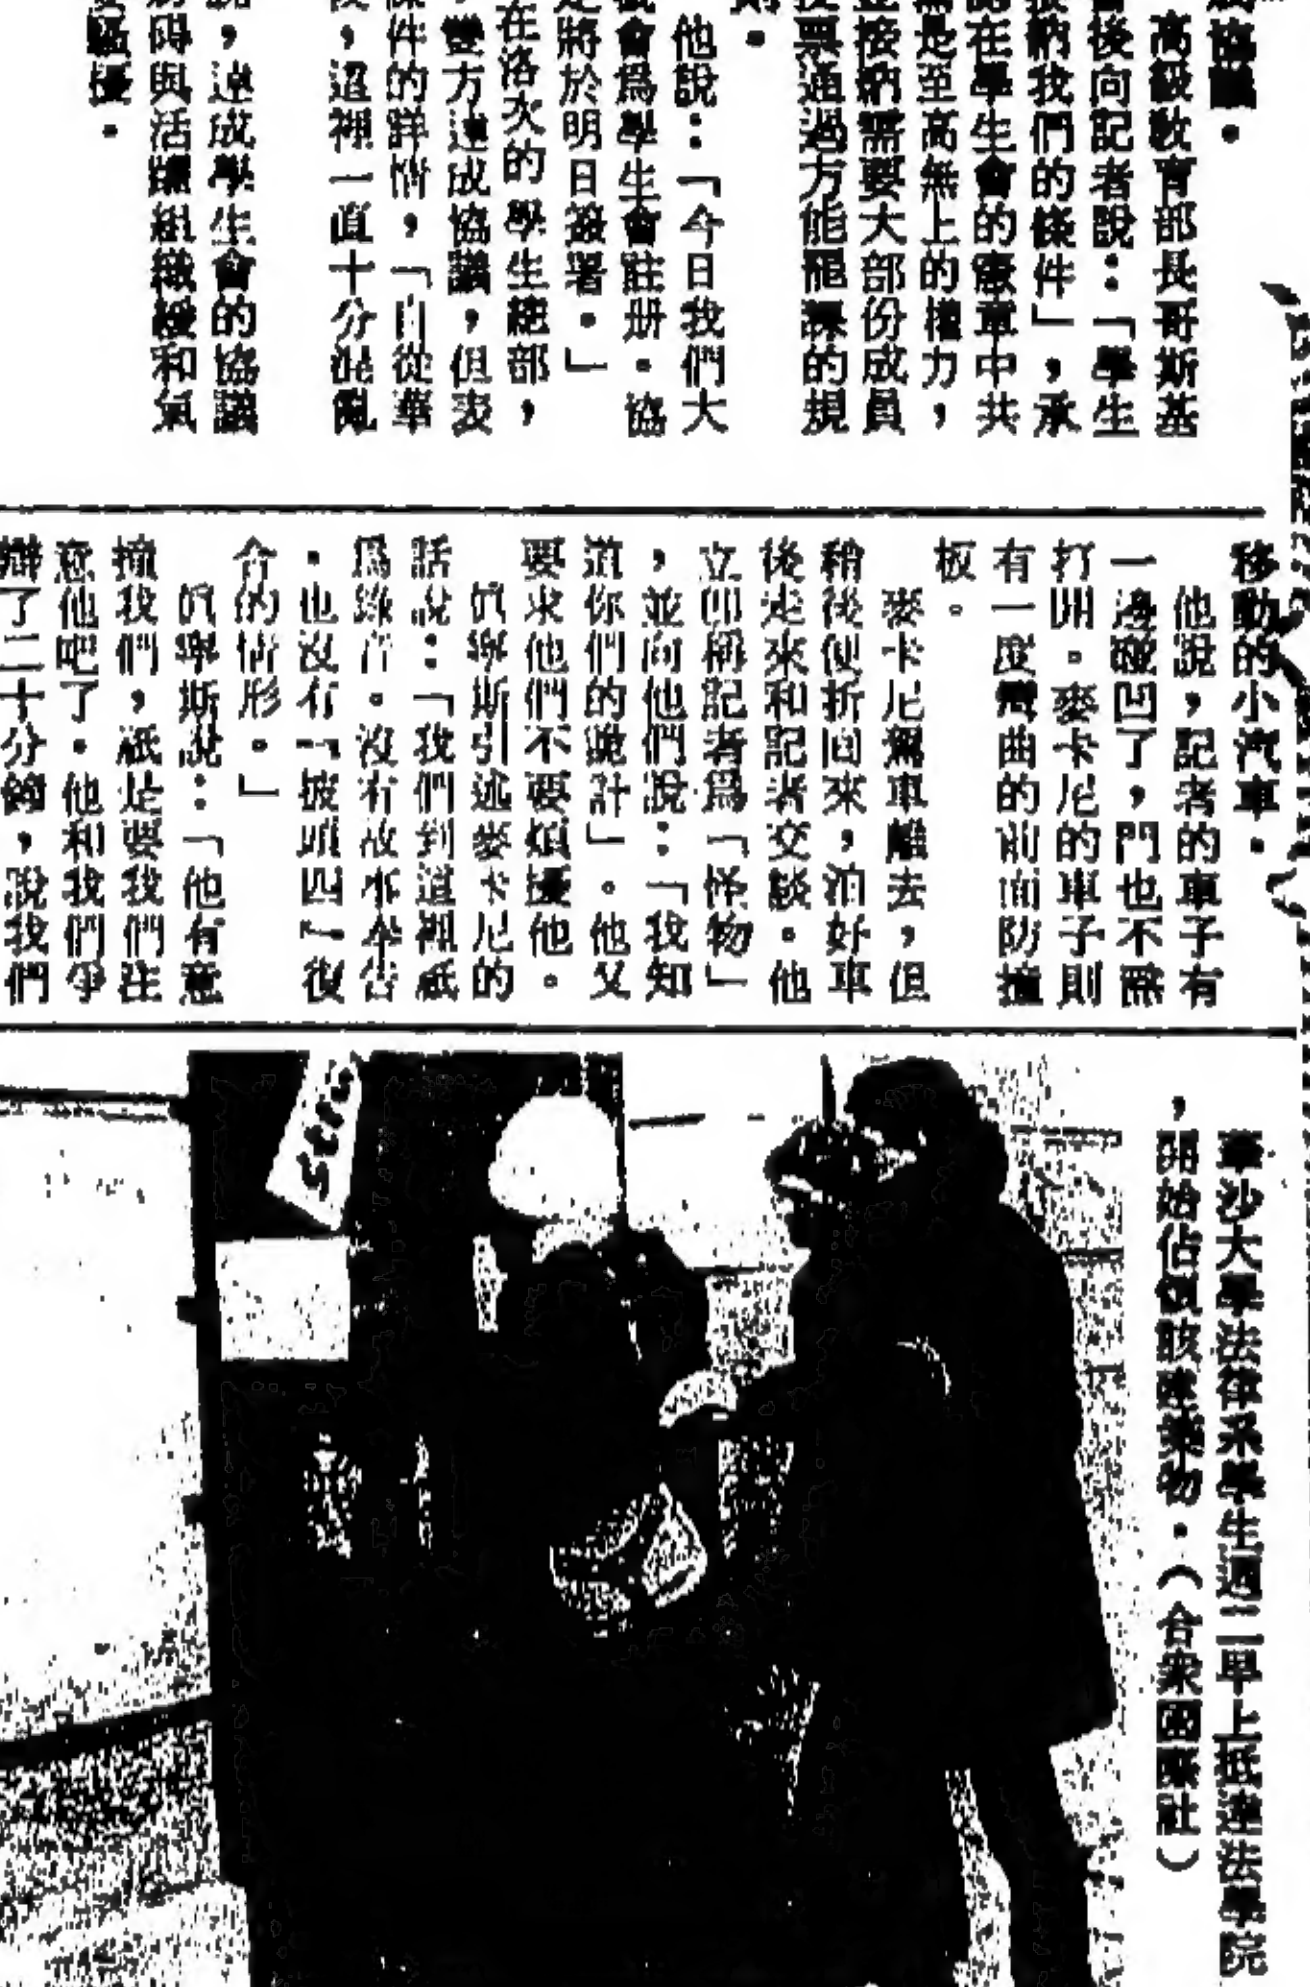 成協議。
高級教育部長哥斯基
會後向記者說：「學生
接納我們的條件」，承
認在學生會的憲章中共
黨是至高無上的權力，
並接納需要大部份成員
投票通過方能罷課的規
則。
他說：「今日我們大
會為學生會註册。協
將於明日簽署。」
在洛次的學生總部，
雙方達成協議，但表
條件的詳情，「自從華
，這裡一直十分混亂
，達成學生會的協議
碍與活躍組織緩和氣
騷擾。
移動的小汽車。
他說，記者的車子有
一邊碰凹了，門也不能
打開。麥卡尼的車子則
有一度彎曲的前面防撞
板。
麥卡尼駕車離去，但
稍後便折回來，泊好車
後走來和記者交談。他
立即稱記者為「怪物」
，並向他們說：「我知
道你們的詭計」。他又
要求他們不要煩擾他。
真舉斯引述麥卡尼的
話說：「我們到這裡祇
為錄音。沒有故事奉告
。也沒有『披頭四』復
合的情形。」
真舉斯說：「他有意
撞我們，祇是要我們注
意他吧了。他和我們爭
辯了二十分鐘，說我們
華沙大學法律系學生週二早上抵達法學院
，開始佔領該建築物。（合衆國際社）